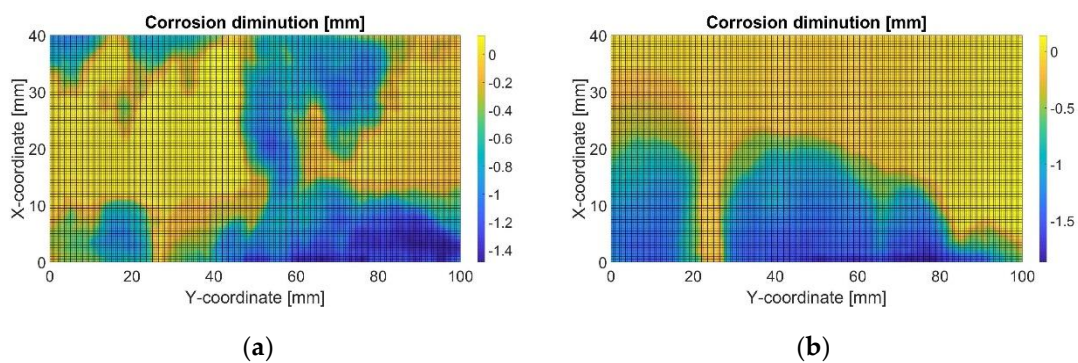 Corrosion diminution [mm]
40
30
20
10
0
X-coordinate [mm]
0 20 40 60 80 100
Y-coordinate [mm]
0
-0.2
-0.4
-0.6
-0.8
-1
-1.2
-1.4
(a)
Corrosion diminution [mm]
40
30
20
10
0
X-coordinate [mm]
0 20 40 60 80 100
Y-coordinate [mm]
0
-0.5
-1
-1.5
(b)